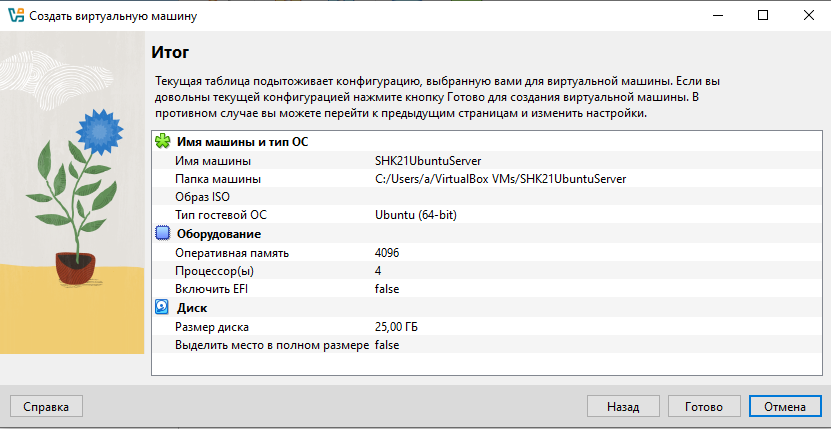 Создать виртуальную машину
Итог
Текущая таблица подытоживает конфигурацию, выбранную вами для виртуальной машины. Если вы
довольны текущей конфигурацией нажмите кнопку Готово для создания виртуальной машины. В
противном случае вы можете перейти к предыдущим страницам и изменить настройки.
Имя машины и тип ОС
Имя машины SHK21UbuntuServer
Папка машины C:/Users/a/VirtualBox VMs/SHK21UbuntuServer
Образ ISO
Тип гостевой ОС Ubuntu (64-bit)
Оборудование
Оперативная память 4096
Процессор(ы) 4
Включить EFI false
Диск
Размер диска 25,00 ГБ
Выделить место в полном размере false
Справка Назад Готово Отмена